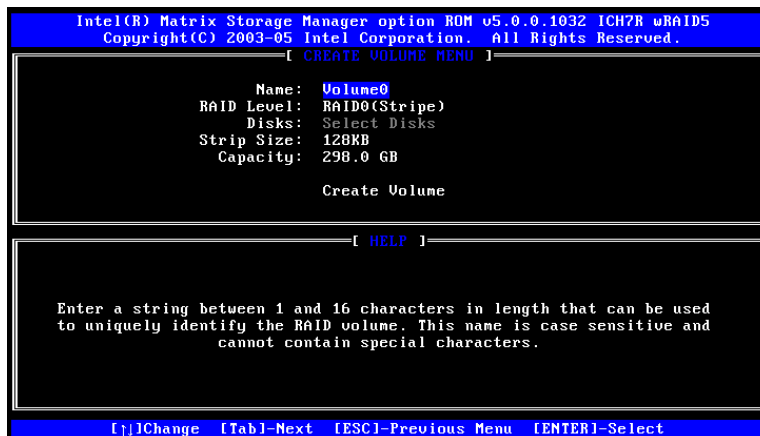 Intel(R) Matrix Storage Manager option ROM v5.0.0.1032 ICH7R wRAID5
Copyright(C) 2003-05 Intel Corporation. All Rights Reserved.
[ CREATE VOLUME MENU ]
Name: Volume0
RAID Level: RAID0(Stripe)
Disks: Select Disks
Strip Size: 128KB
Capacity: 298.0 GB
Create Volume
[ HELP ]
Enter a string between 1 and 16 characters in length that can be used
to uniquely identify the RAID volume. This name is case sensitive and
cannot contain special characters.
[↑↓]Change [Tab]-Next [ESC]-Previous Menu [ENTER]-Select